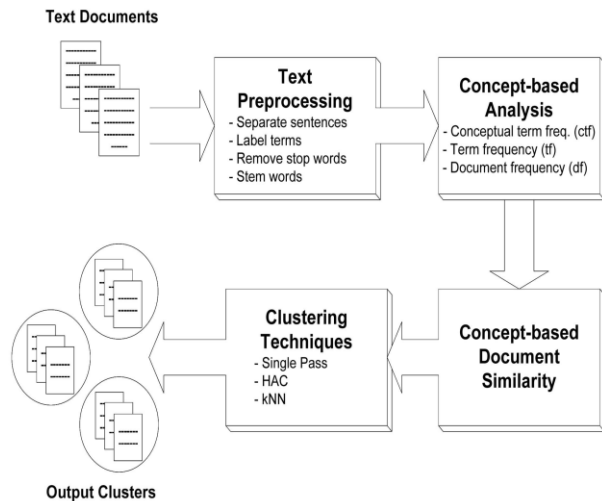 Text Documents
Text
Preprocessing
- Separate sentences
- Label terms
- Remove stop words
- Stem words
Concept-based
Analysis
- Conceptual term freq. (ctf)
- Term frequency (tf)
- Document frequency (df)
Concept-based
Document
Similarity
Clustering
Techniques
- Single Pass
- HAC
- kNN
Output Clusters